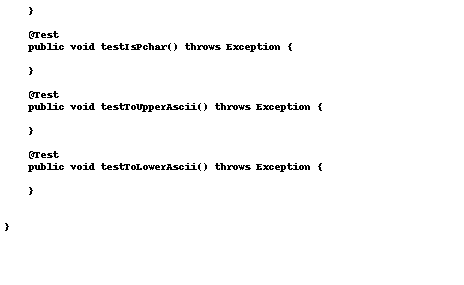 }
@Test
public void testIsPchar() throws Exception {
}
@Test
public void testToUpperAscii() throws Exception {
}
@Test
public void testToLowerAscii() throws Exception {
}
}